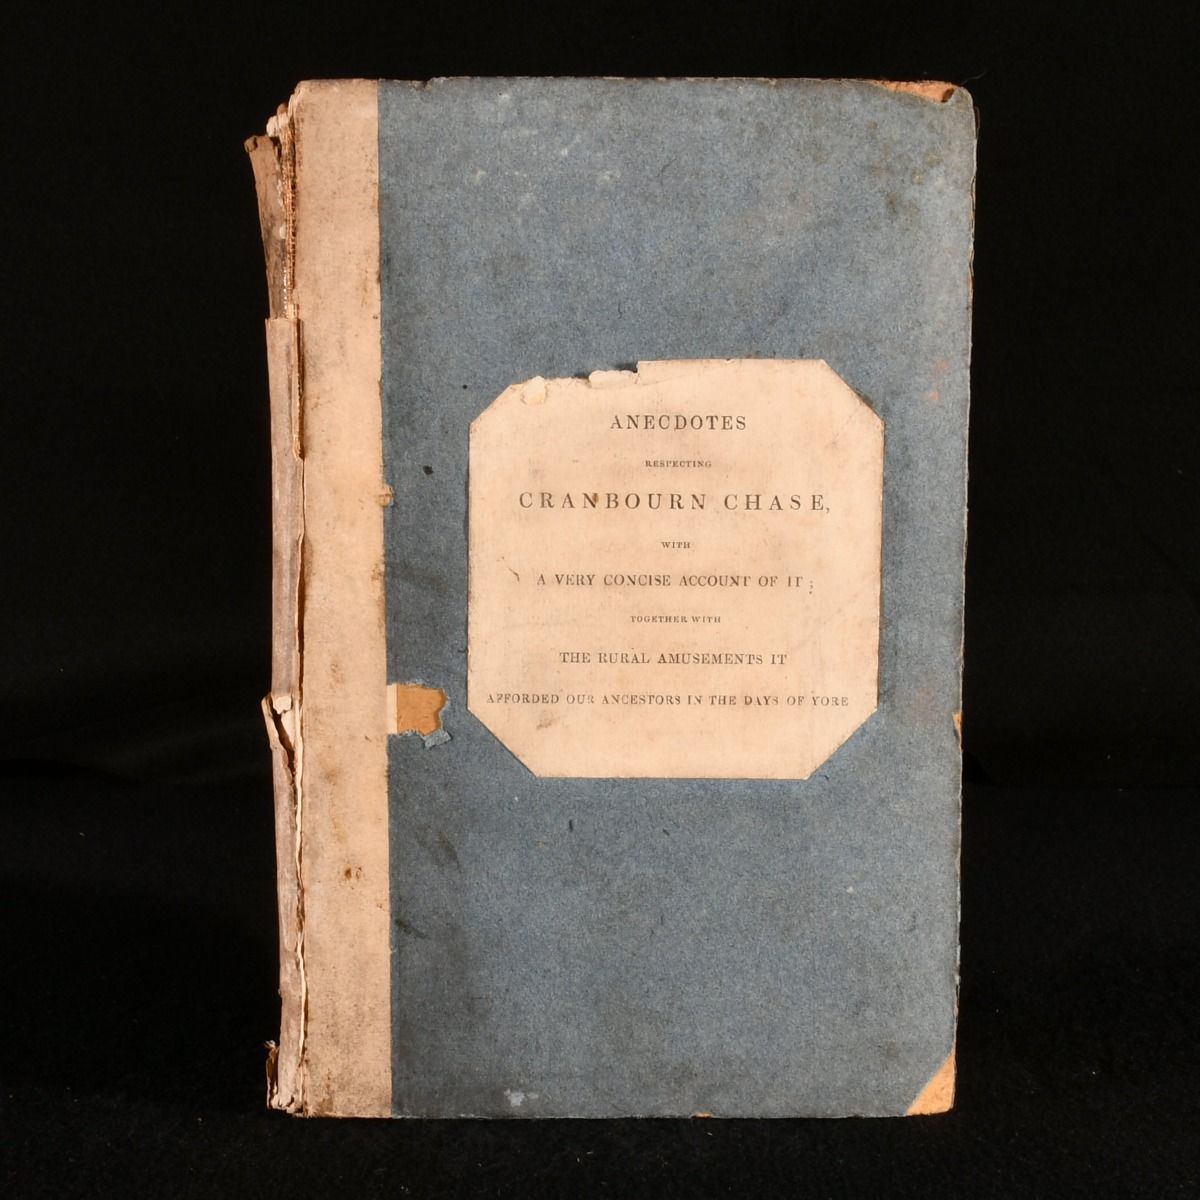 ANECDOTES
RESPECTING
CRANBOURN CHASE,
WITH
A VERY CONCISE ACCOUNT OF IT;
TOGETHER WITH
THE RURAL AMUSEMENTS IT
AFFORDED OUR ANCESTORS IN THE DAYS OF YORE